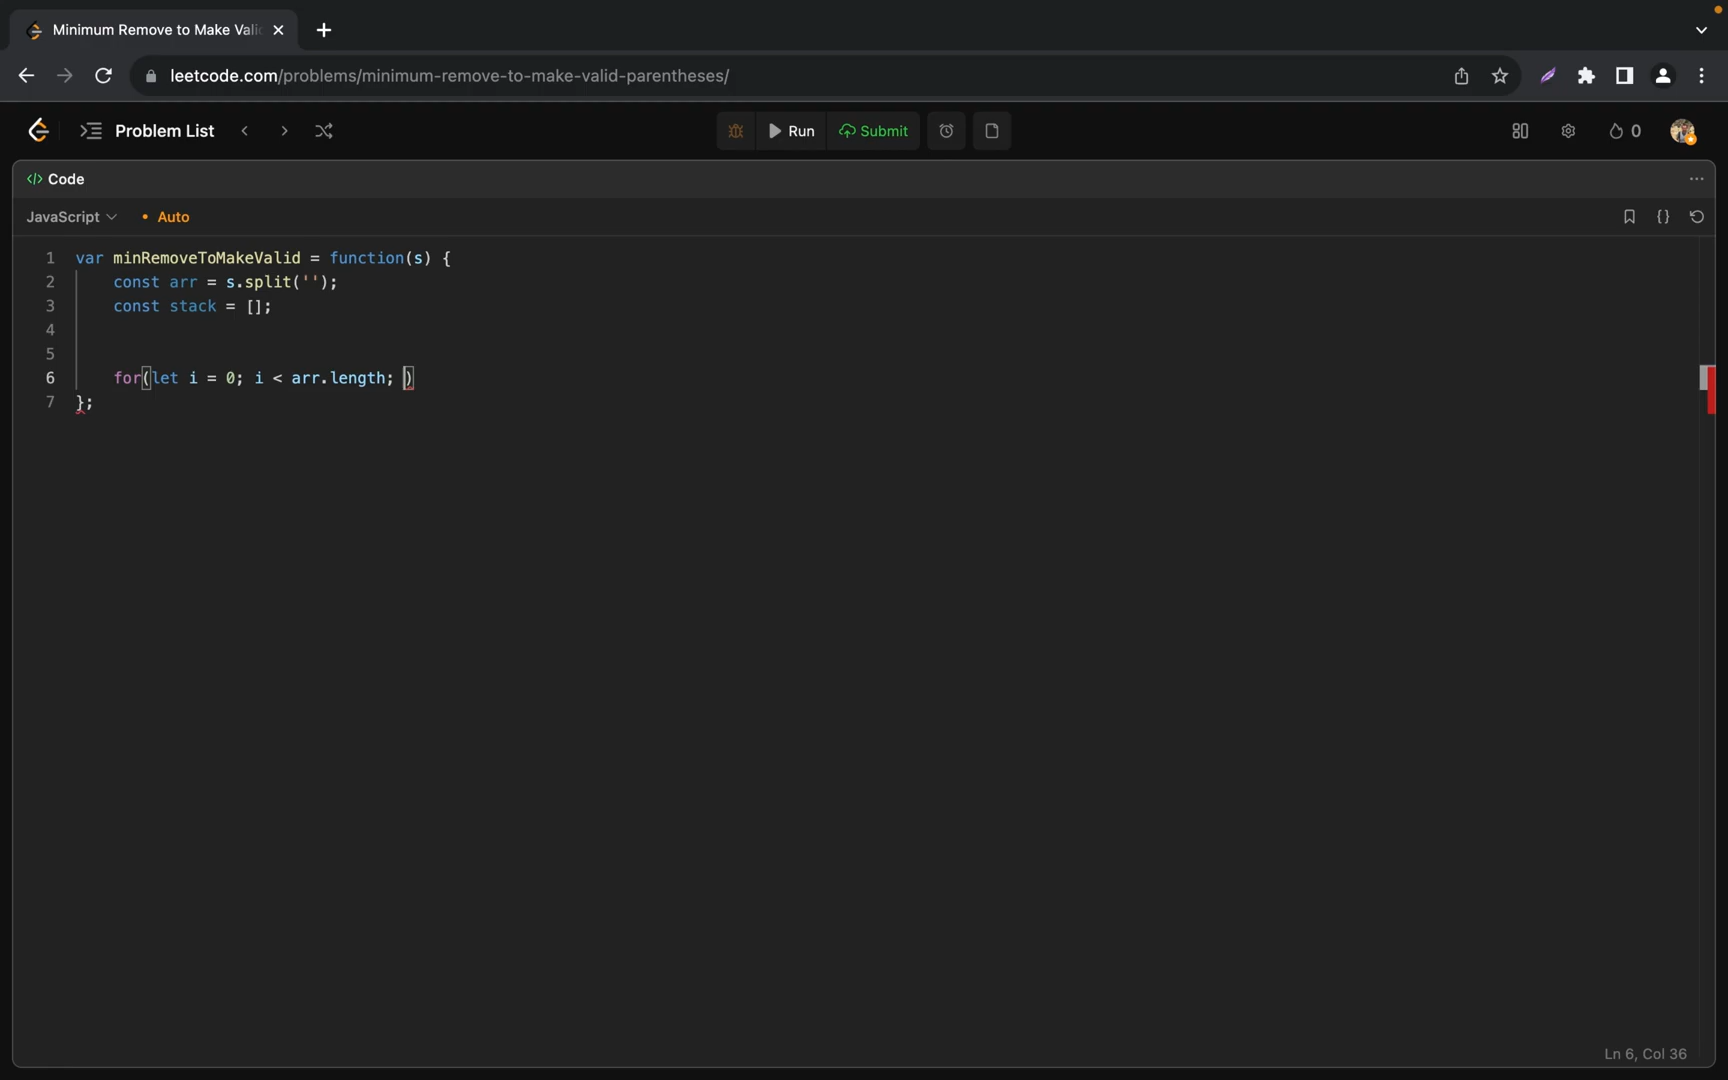 Minimum Remove to Make Vali
leetcode.com/problems/minimum-remove-to-make-valid-parentheses/
Problem List
Run
Submit
0
</> Code
JavaScript
• Auto
1 var minRemoveToMakeValid = function(s) {
2 const arr = s.split('');
3 const stack = [];
4
5
6 for(let i = 0; i < arr.length; )
7 };
Ln 6, Col 36